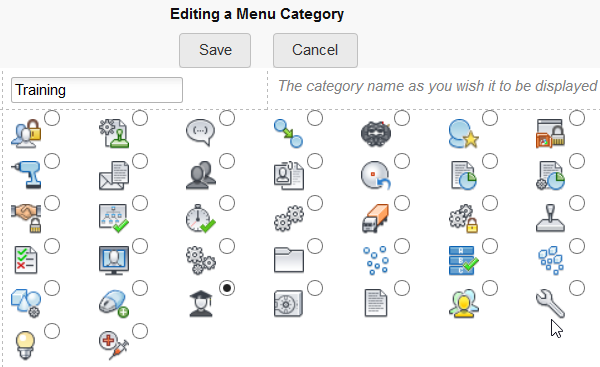 Editing a Menu Category
Save Cancel
Training The category name as you wish it to be displayed